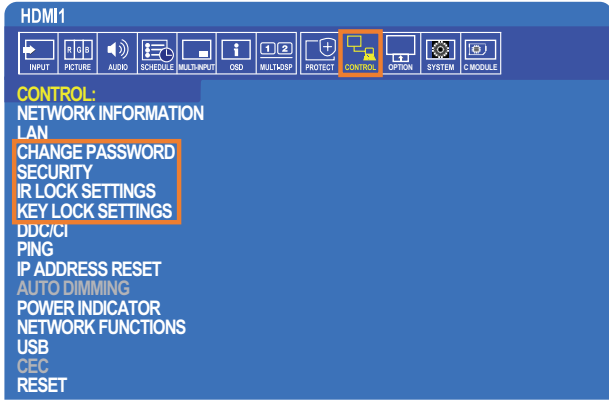 HDMI1
R G B
1 2
INPUT PICTURE AUDIO SCHEDULE MULTI-INPUT OSD MULTI-DSP PROTECT CONTROL OPTION SYSTEM C MODULE
CONTROL:
NETWORK INFORMATION
LAN
CHANGE PASSWORD
SECURITY
IR LOCK SETTINGS
KEY LOCK SETTINGS
DDC/CI
PING
IP ADDRESS RESET
AUTO DIMMING
POWER INDICATOR
NETWORK FUNCTIONS
USB
CEC
RESET